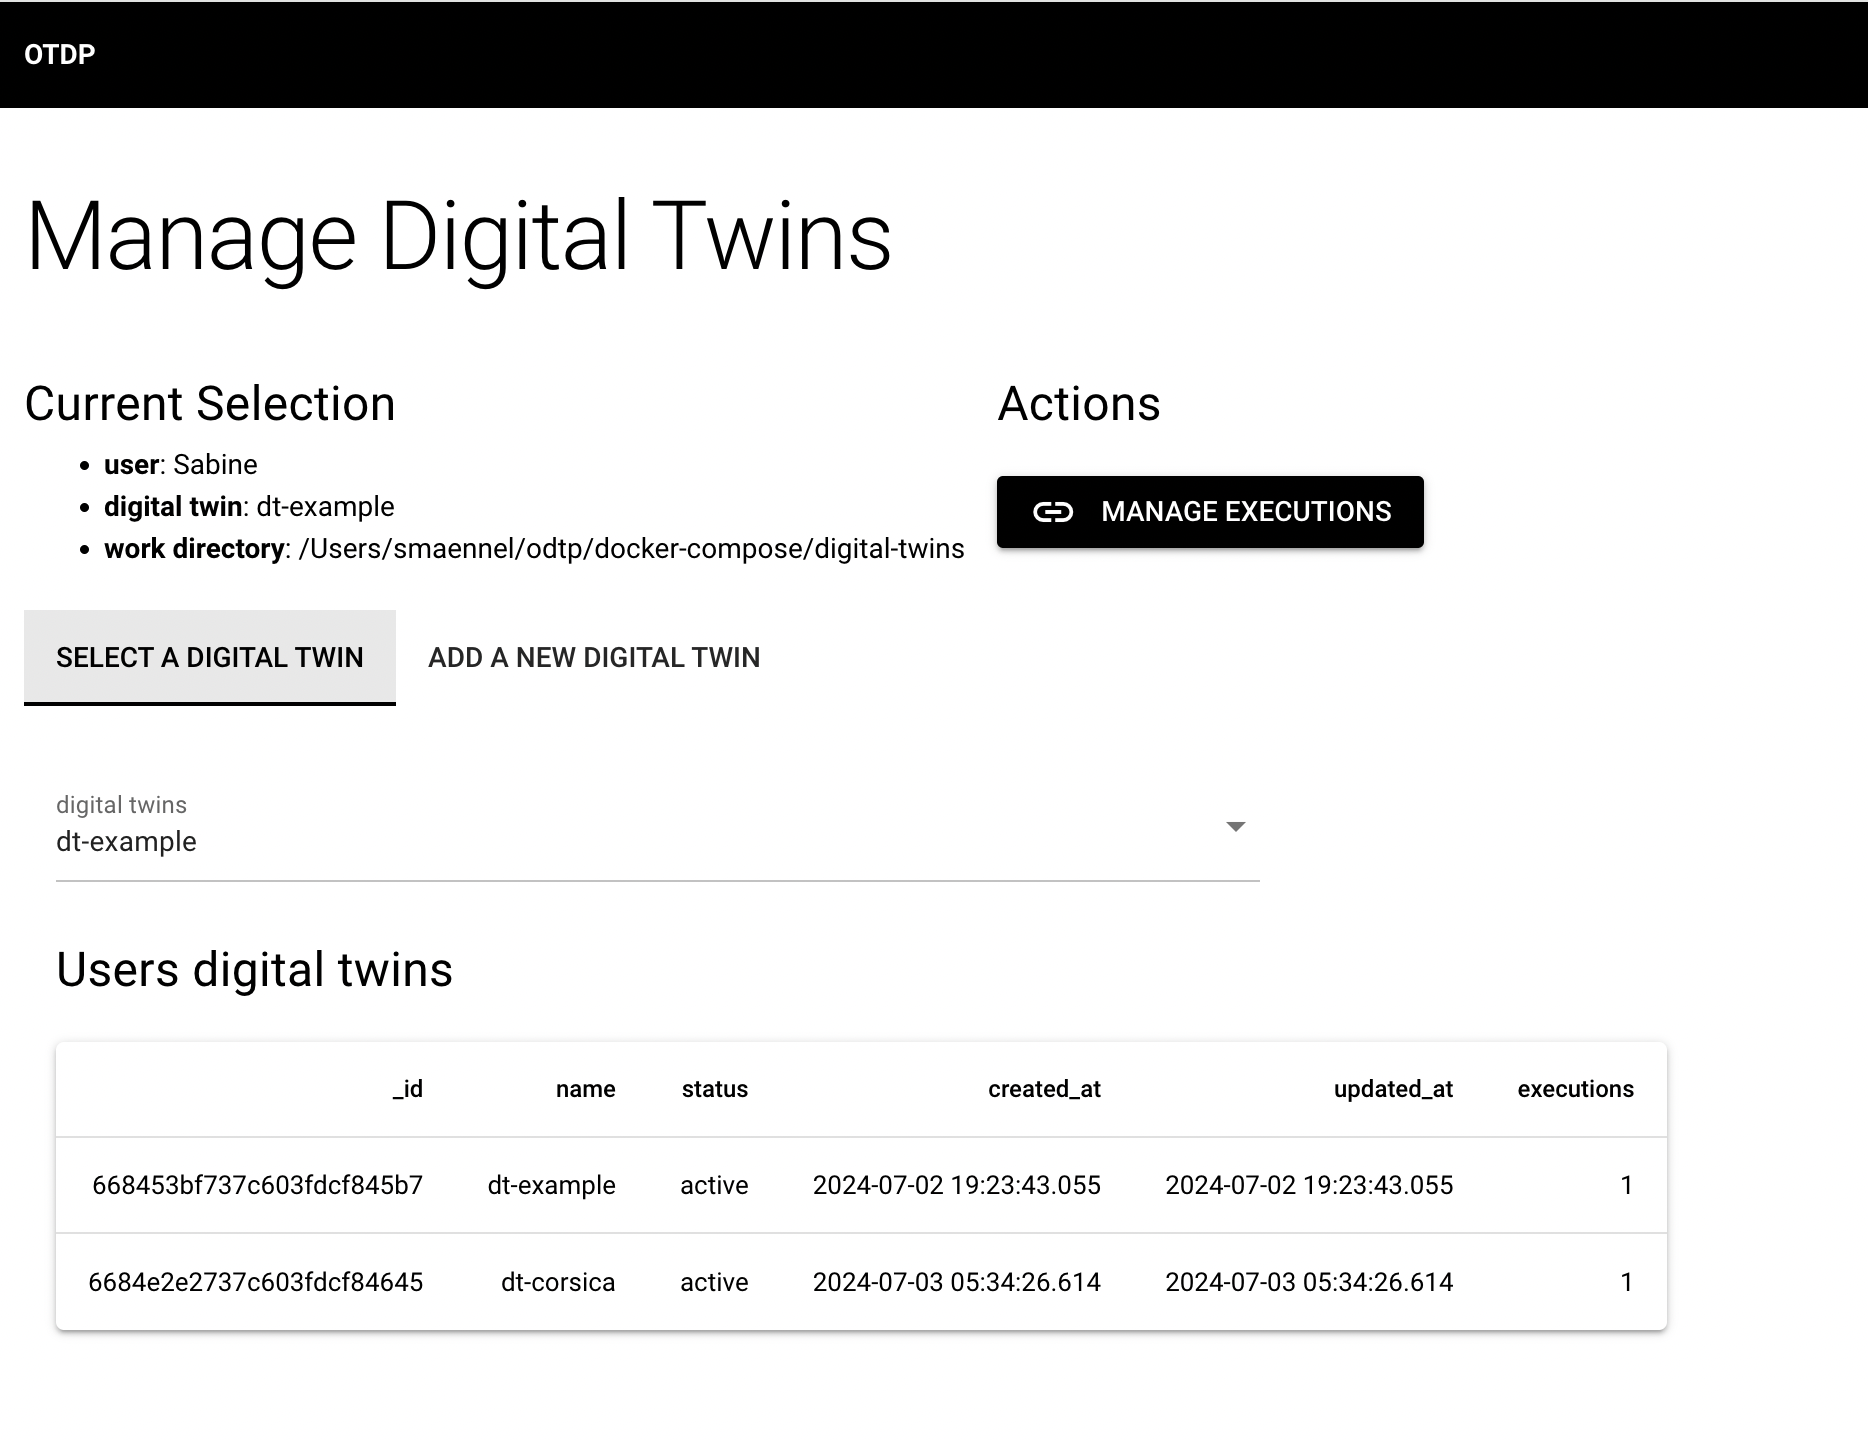 OTDP
Manage Digital Twins
Current Selection
user: Sabine
digital twin: dt-example
work directory: /Users/smaennel/odtp/docker-compose/digital-twins
Actions
MANAGE EXECUTIONS
SELECT A DIGITAL TWIN ADD A NEW DIGITAL TWIN
digital twins
dt-example
Users digital twins
_id name status created_at updated_at executions
668453bf737c603fdcf845b7 dt-example active 2024-07-02 19:23:43.055 2024-07-02 19:23:43.055 1
6684e2e2737c603fdcf84645 dt-corsica active 2024-07-03 05:34:26.614 2024-07-03 05:34:26.614 1